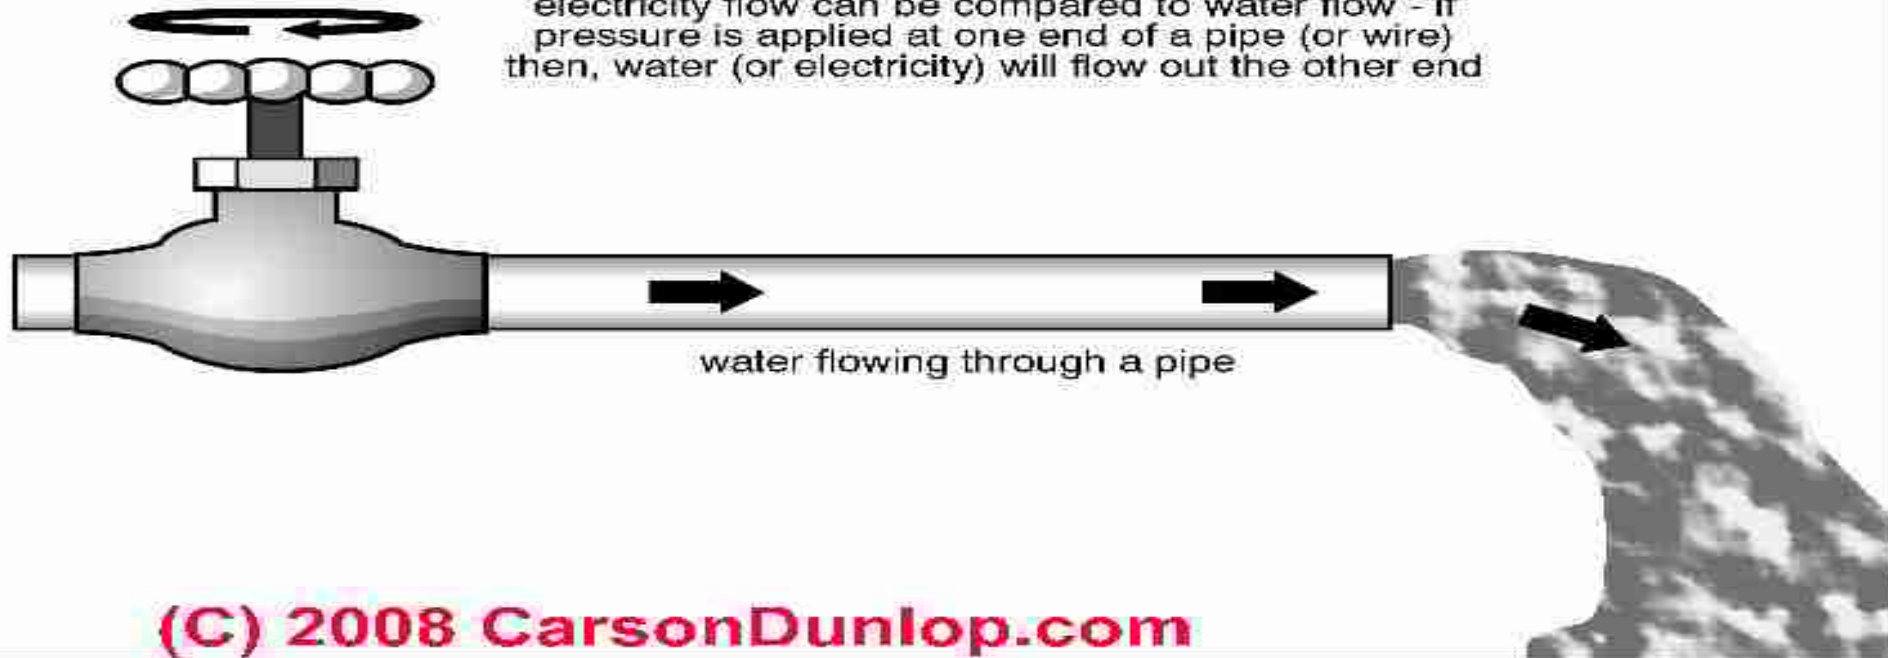 electricity flow can be compared to water flow - if
pressure is applied at one end of a pipe (or wire)
then, water (or electricity) will flow out the other end
water flowing through a pipe
(C) 2008 CarsonDunlop.com